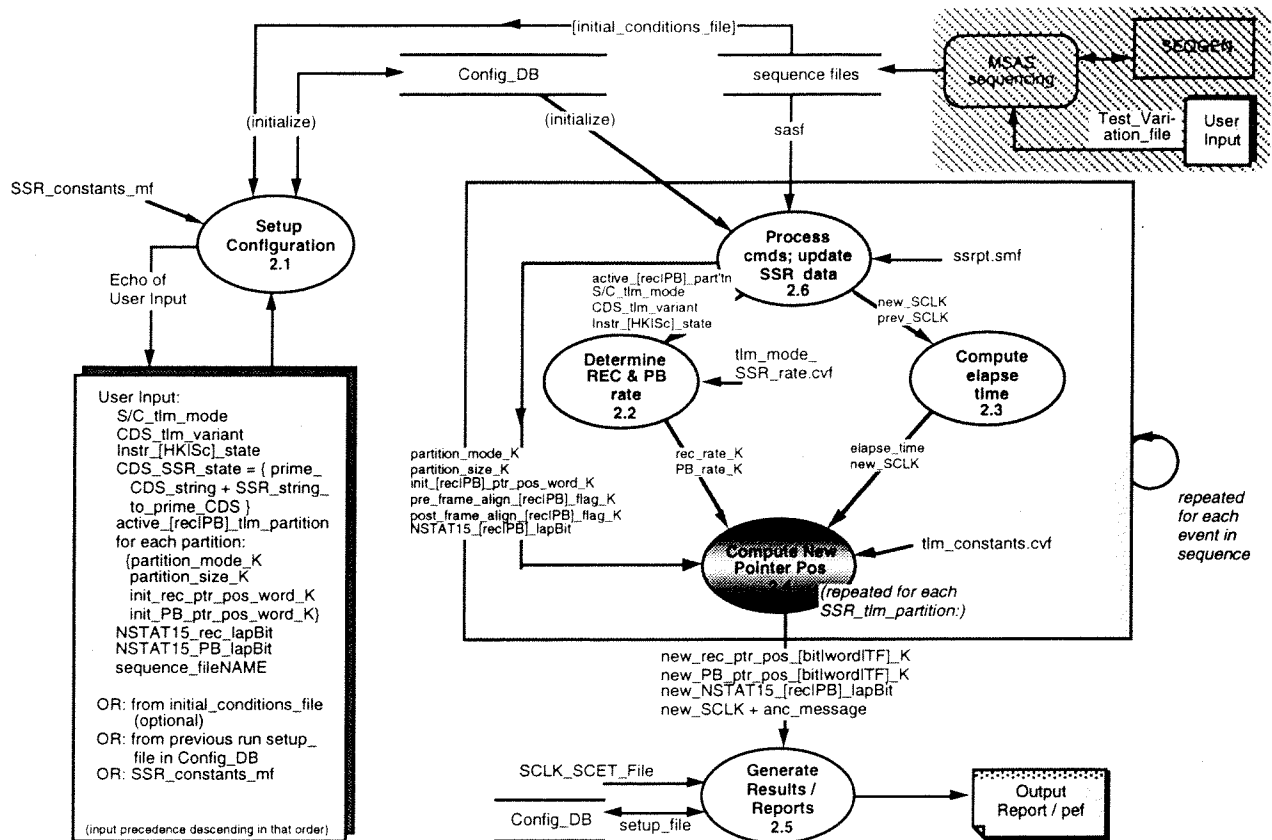 [initial_conditions_file}
Config_DB
sequence files
MSAS
sequencing
SEQGEN
Test_Vari-
ation_file
User
Input
(initialize)
(initialize)
sasf
SSR_constants_mf
Setup
Configuration
2.1
Process
cmds; update
SSR data
2.6
ssrpt.smf
Echo of
User Input
active_[rec|PB]_part'tn
S/C_tlm_mode
CDS_tlm_variant
Instr_[HK|Sc]_state
new_SCLK
prev_SCLK
Determine
REC & PB
rate
2.2
tlm_mode_
SSR_rate.cvf
Compute
elapse
time
2.3
User Input:
S/C_tlm_mode
CDS_tlm_variant
Instr_[HK|Sc]_state
CDS_SSR_state = { prime_
CDS_string + SSR_string_
to_prime_CDS }
active_[rec|PB]_tlm_partition
for each partition:
{partition_mode_K
partition_size_K
init_rec_ptr_pos_word_K
init_PB_ptr_pos_word_K}
NSTAT15_rec_lapBit
NSTAT15_PB_lapBit
sequence_fileNAME
OR: from initial_conditions_file
(optional)
OR: from previous run setup_
file in Config_DB
OR: SSR_constants_mf
(input precedence descending in that order)
partition_mode_K
partition_size_K
init_[rec|PB]_ptr_pos_word_K
pre_frame_align_[rec|PB]_flag_K
post_frame_align_[rec|PB]_flag_K
NSTAT15_[rec|PB]_lapBit
rec_rate_K
PB_rate_K
elapse_time
new_SCLK
repeated
for each
event in
sequence
Compute New
Pointer Pos
tlm_constants.cvf
(repeated for each
SSR_tlm_partition:)
new_rec_ptr_pos_[bit|word|TF]_K
new_PB_ptr_pos_[bit|word|TF]_K
new_NSTAT15_[rec|PB]_lapBit
new_SCLK + anc_message
SCLK_SCET_File
Config_DB
setup_file
Generate
Results /
Reports
2.5
Output
Report / pef